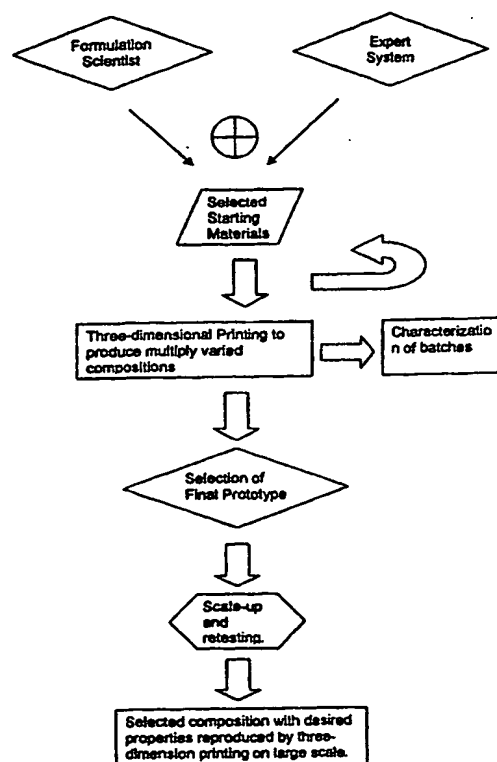 Formulation
Scientist
Expert
System
Selected
Starting
Materials
Three-dimensional Printing to
produce multiply varied
compositions
Characterizatio
n of batches
Selection of
Final Prototype
Scale-up
and
retesting.
Selected composition with desired
properties reproduced by three-
dimension printing on large scale.